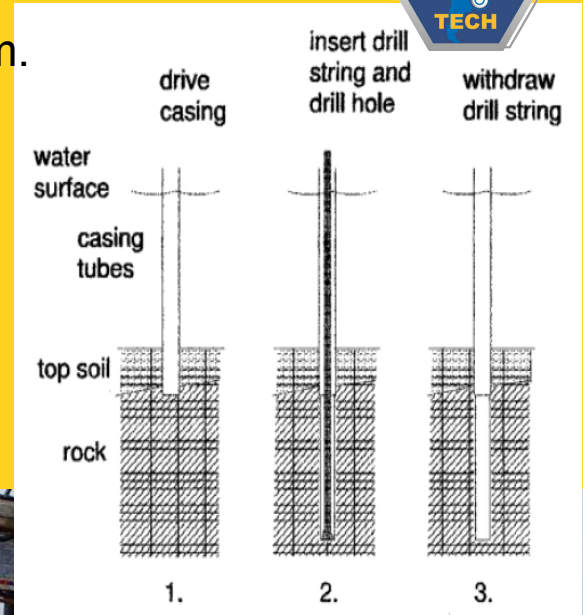 TECH
m.
drive
casing
insert drill
string and
drill hole
withdraw
drill string
water
surface
casing
tubes
top soil
rock
1.
2.
3.